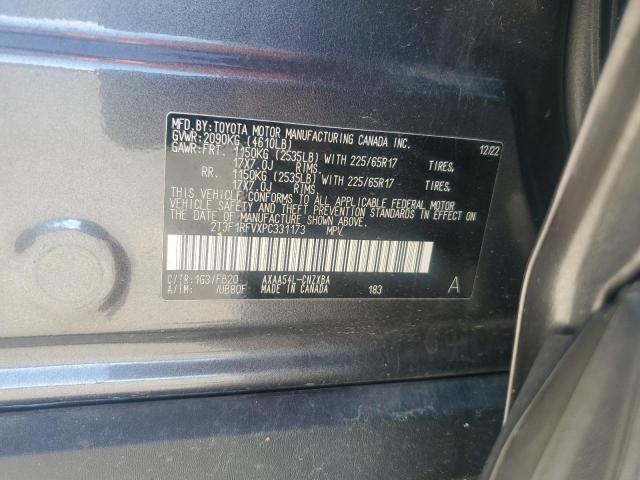 MFD.BY:TOYOTA MOTOR MANUFACTURING CANADA INC.
GVWR:2090KG (4610LB) 12/22
GAWR:FRT. 1150KG (2535LB) WITH 225/65R17 TIRES,
17X7.0J RIMS.
RR. 1150KG (2535LB) WITH 225/65R17 TIRES,
17X7.0J RIMS.
THIS VEHICLE CONFORMS TO ALL APPLICABLE FEDERAL MOTOR
VEHICLE SAFETY AND THEFT PREVENTION STANDARDS IN EFFECT
ON THE DATE OF MANUFACTURE SHOWN ABOVE.
2T3F1RFVXPC331173 MPV
C/TR:1G3/FB20 AXAA54L-CNZXBA
A/TM: /UB80F MADE IN CANADA 183 A